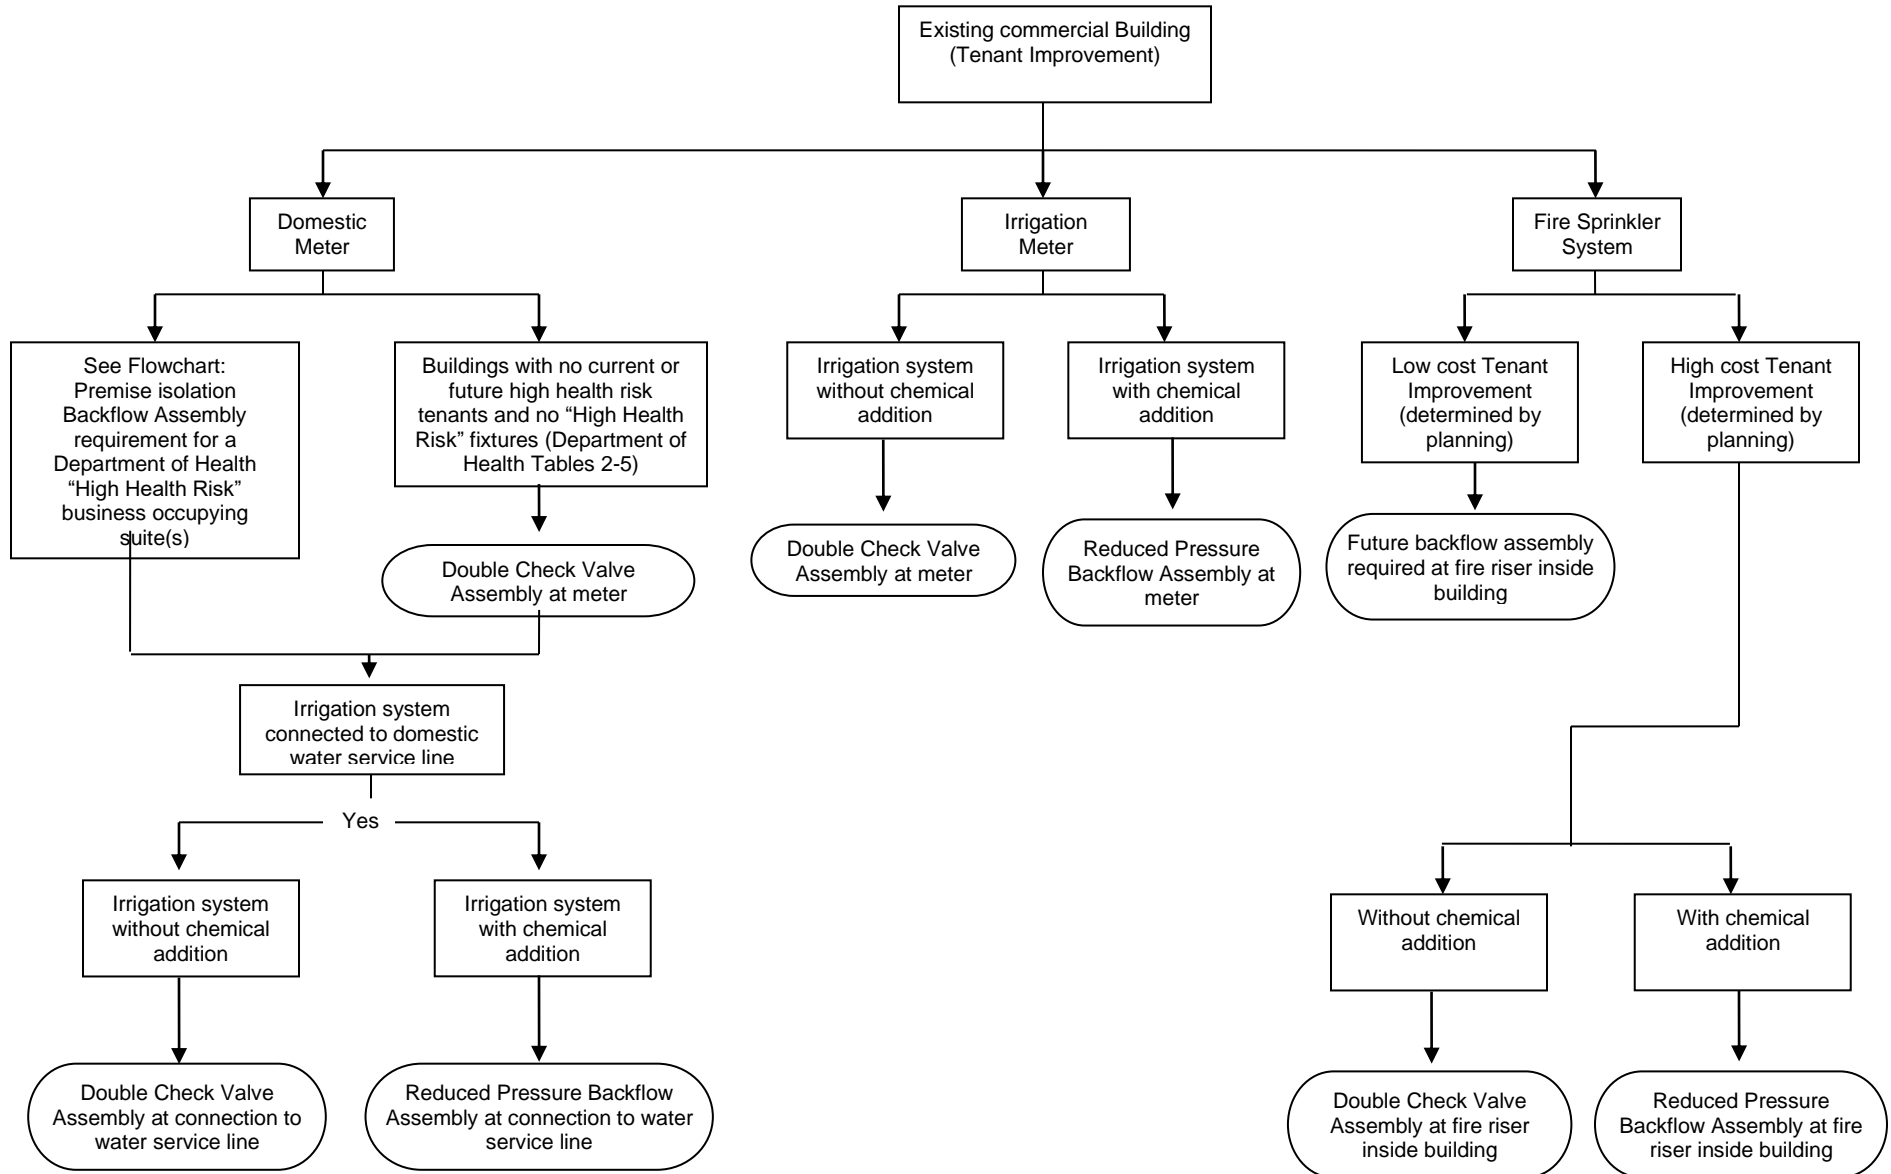 Existing commercial Building
(Tenant Improvement)
Domestic
Meter
Irrigation
Meter
Fire Sprinkler
System
See Flowchart:
Premise isolation
Backflow Assembly
requirement for a
Department of Health
“High Health Risk”
business occupying
suite(s)
Buildings with no current or
future high health risk
tenants and no “High Health
Risk” fixtures (Department of
Health Tables 2-5)
Irrigation system
without chemical
addition
Irrigation system
with chemical
addition
Low cost Tenant
Improvement
(determined by
planning)
High cost Tenant
Improvement
(determined by
planning)
Double Check Valve
Assembly at meter
Double Check Valve
Assembly at meter
Reduced Pressure
Backflow Assembly at
meter
Future backflow assembly
required at fire riser inside
building
Irrigation system
connected to domestic
water service line
Yes
Irrigation system
without chemical
addition
Irrigation system
with chemical
addition
Without chemical
addition
With chemical
addition
Double Check Valve
Assembly at connection to
water service line
Reduced Pressure Backflow
Assembly at connection to water
service line
Double Check Valve
Assembly at fire riser
inside building
Reduced Pressure
Backflow Assembly at fire
riser inside building